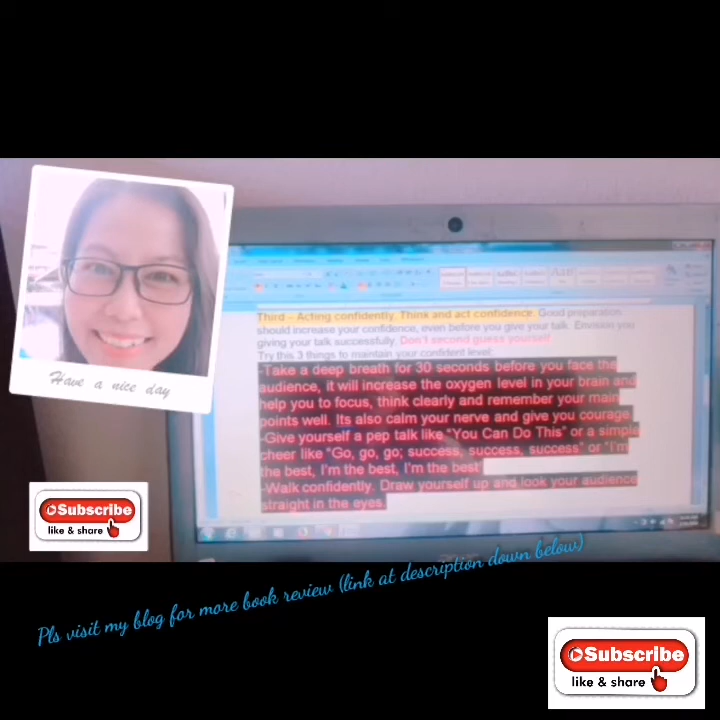 Have a nice day
Third – Acting confidently. Think and act confidence. Good preparation
should increase your confidence, even before you give your talk. Envision you
giving your talk successfully. Don't second guess yourself.
Try this 3 things to maintain your confident level:
-Take a deep breath for 30 seconds before you face the
audience, it will increase the oxygen level in your brain and
help you to focus, think clearly and remember your main
points well. Its also calm your nerve and give you courage.
-Give yourself a pep talk like "You Can Do This" or a simple
cheer like "Go, go, go; success, success, success" or "I'm
the best, I'm the best, I'm the best"
-Walk confidently. Draw yourself up and look your audience
straight in the eyes.
Subscribe
like & share
Pls visit my blog for more book review (link at description down below)
Subscribe
like & share